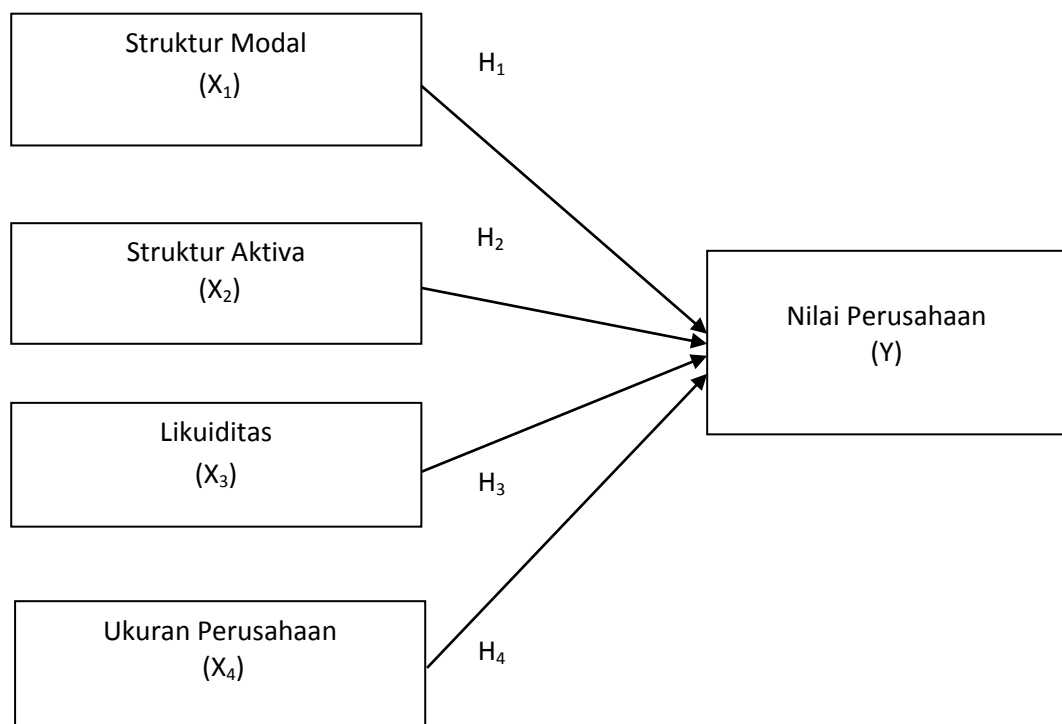 Struktur Modal
(X₁)
H₁
Struktur Aktiva
(X₂)
H₂
Nilai Perusahaan
(Y)
Likuiditas
(X₃)
H₃
Ukuran Perusahaan
(X₄)
H₄